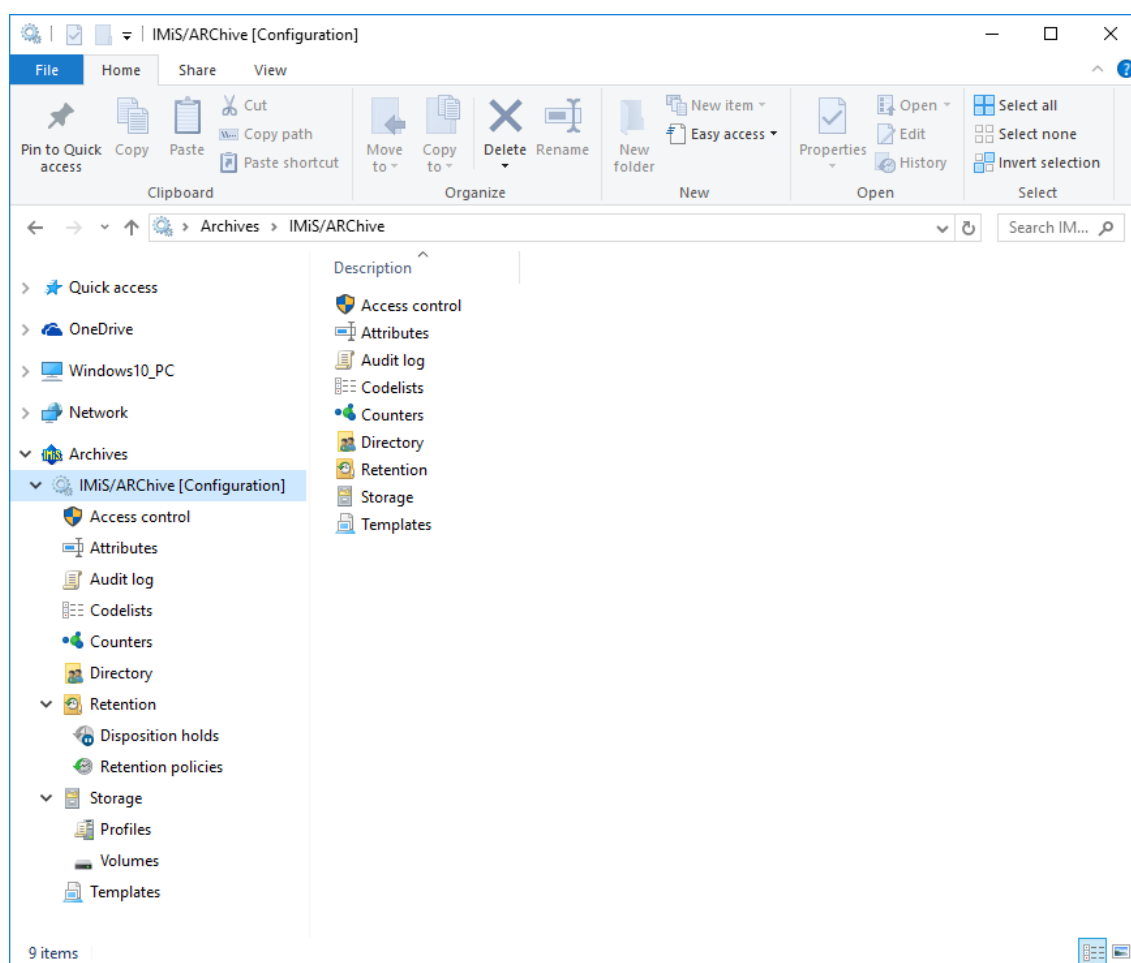 IMiS/ARChive [Configuration]
File Home Share View
Pin to Quick access
Copy
Paste
Cut
Copy path
Paste shortcut
Clipboard
Move to
Copy to
Delete
Rename
Organize
New folder
New item
Easy access
New
Properties
Open
Edit
History
Open
Select all
Select none
Invert selection
Select
Archives > IMiS/ARChive
Search IM...
Quick access
OneDrive
Windows10_PC
Network
Archives
IMiS/ARChive [Configuration]
Access control
Attributes
Audit log
Codelists
Counters
Directory
Retention
Disposition holds
Retention policies
Storage
Profiles
Volumes
Templates
Description
Access control
Attributes
Audit log
Codelists
Counters
Directory
Retention
Storage
Templates
9 items